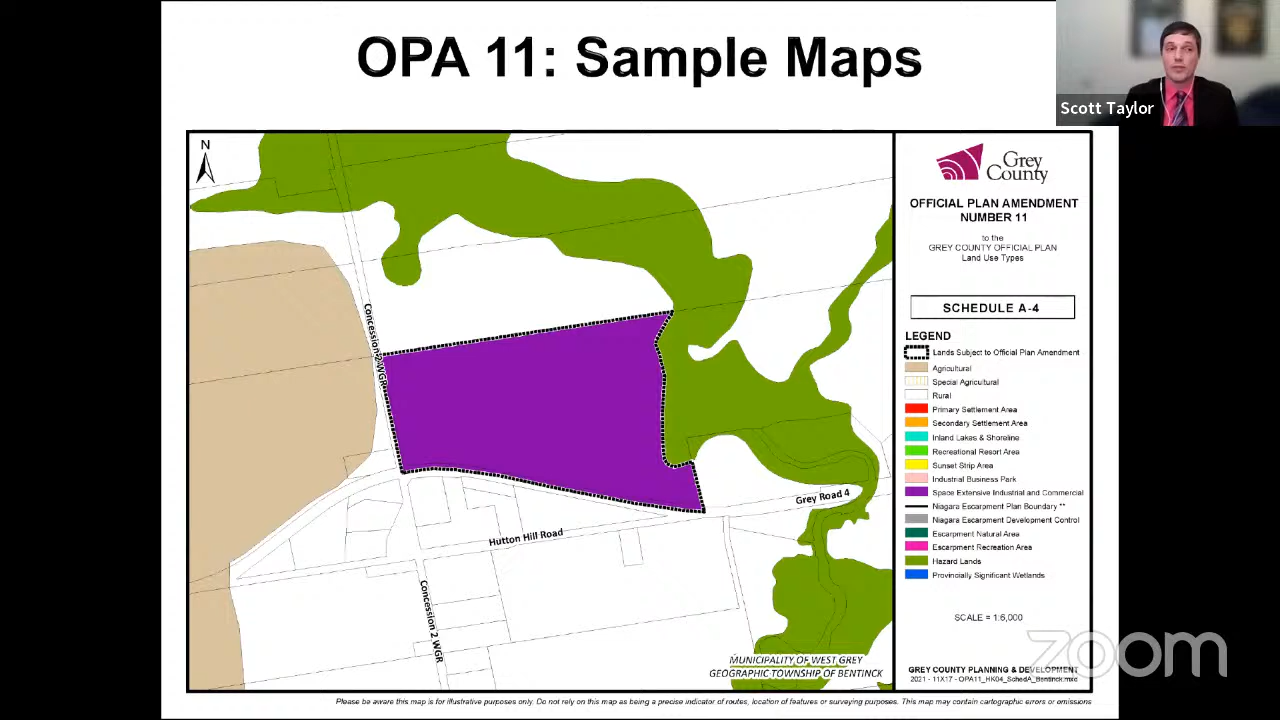 OPA 11: Sample Maps
Scott Taylor
N
Grey
County
OFFICIAL PLAN AMENDMENT
NUMBER 11
to the
GREY COUNTY OFFICIAL PLAN
Land Use Types
SCHEDULE A-4
LEGEND
Lands Subject to Official Plan Amendment
Agricultural
Special Agricultural
Rural
Primary Settlement Area
Secondary Settlement Area
Inland Lakes & Shoreline
Recreational Resort Area
Sunset Strip Area
Industrial Business Park
Space Extensive Industrial and Commercial
Niagara Escarpment Plan Boundary **
Niagara Escarpment Development Control
Escarpment Natural Area
Escarpment Recreation Area
Hazard Lands
Provincially Significant Wetlands
SCALE = 1:6,000
GREY COUNTY PLANNING & DEVELOPMENT
2021 - 11X17 - OPA11_HK04_SchedA_Bentinck.mxd
Concession 2 WGR
Grey Road 4
Hutton Hill Road
Concession 2 WGR
MUNICIPALITY OF WEST GREY
GEOGRAPHIC TOWNSHIP OF BENTINCK
zoom
Please be aware this map is for illustrative purposes only. Do not rely on this map as being a precise indicator of routes, location of features or surveying purposes. This map may contain cartographic errors or omissions